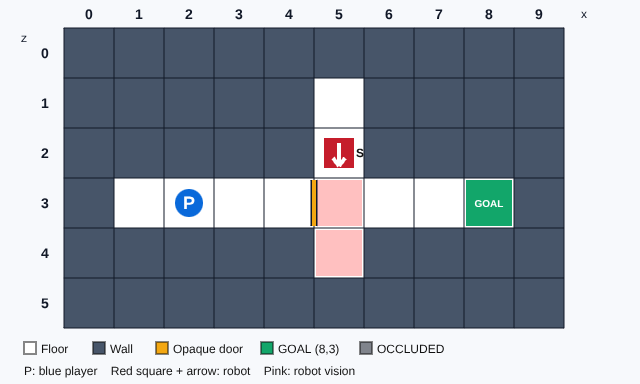 0 1 2 3 4 5 6 7 8 9 x
z
0
1
2 S
3 P GOAL
4
5
Floor Wall Opaque door GOAL (8,3) OCCLUDED
P: blue player Red square + arrow: robot Pink: robot vision